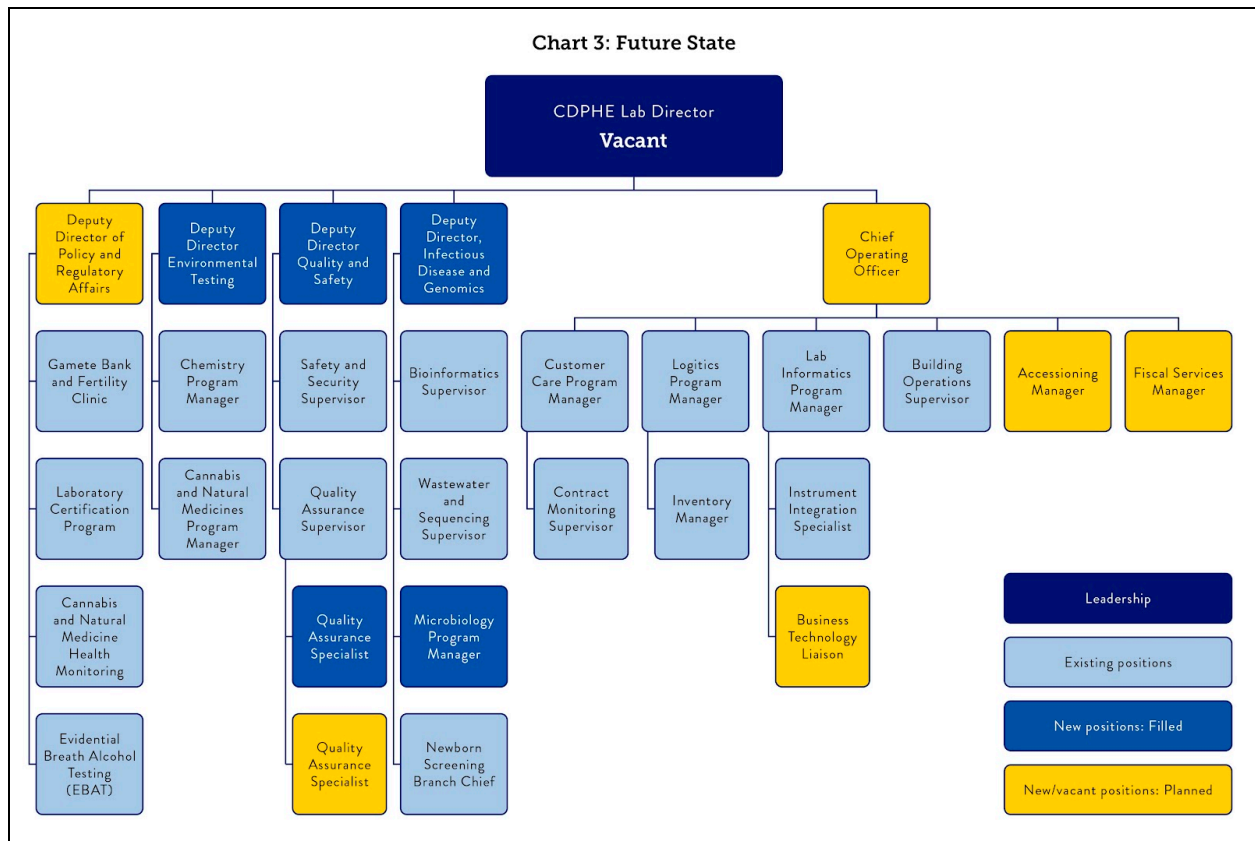 Chart 3: Future State
CDPHE Lab Director
Vacant
Deputy
Director of
Policy and
Regulatory
Affairs
Deputy
Director
Environmental
Testing
Deputy
Director
Quality and
Safety
Deputy
Director,
Infectious
Disease and
Genomics
Chief
Operating
Officer
Gamete Bank
and Fertility
Clinic
Chemistry
Program
Manager
Safety and
Security
Supervisor
Bioinformatics
Supervisor
Customer
Care Program
Manager
Logitics
Program
Manager
Lab
Informatics
Program
Manager
Building
Operations
Supervisor
Accessioning
Manager
Fiscal Services
Manager
Laboratory
Certification
Program
Cannabis
and Natural
Medicines
Program
Manager
Quality
Assurance
Supervisor
Wastewater
and
Sequencing
Supervisor
Contract
Monitoring
Supervisor
Inventory
Manager
Instrument
Integration
Specialist
Cannabis
and Natural
Medicine
Health
Monitoring
Quality
Assurance
Specialist
Microbiology
Program
Manager
Business
Technology
Liaison
Evidential
Breath Alcohol
Testing
(EBAT)
Quality
Assurance
Specialist
Newborn
Screening
Branch Chief
Leadership
Existing positions
New positions: Filled
New/vacant positions: Planned